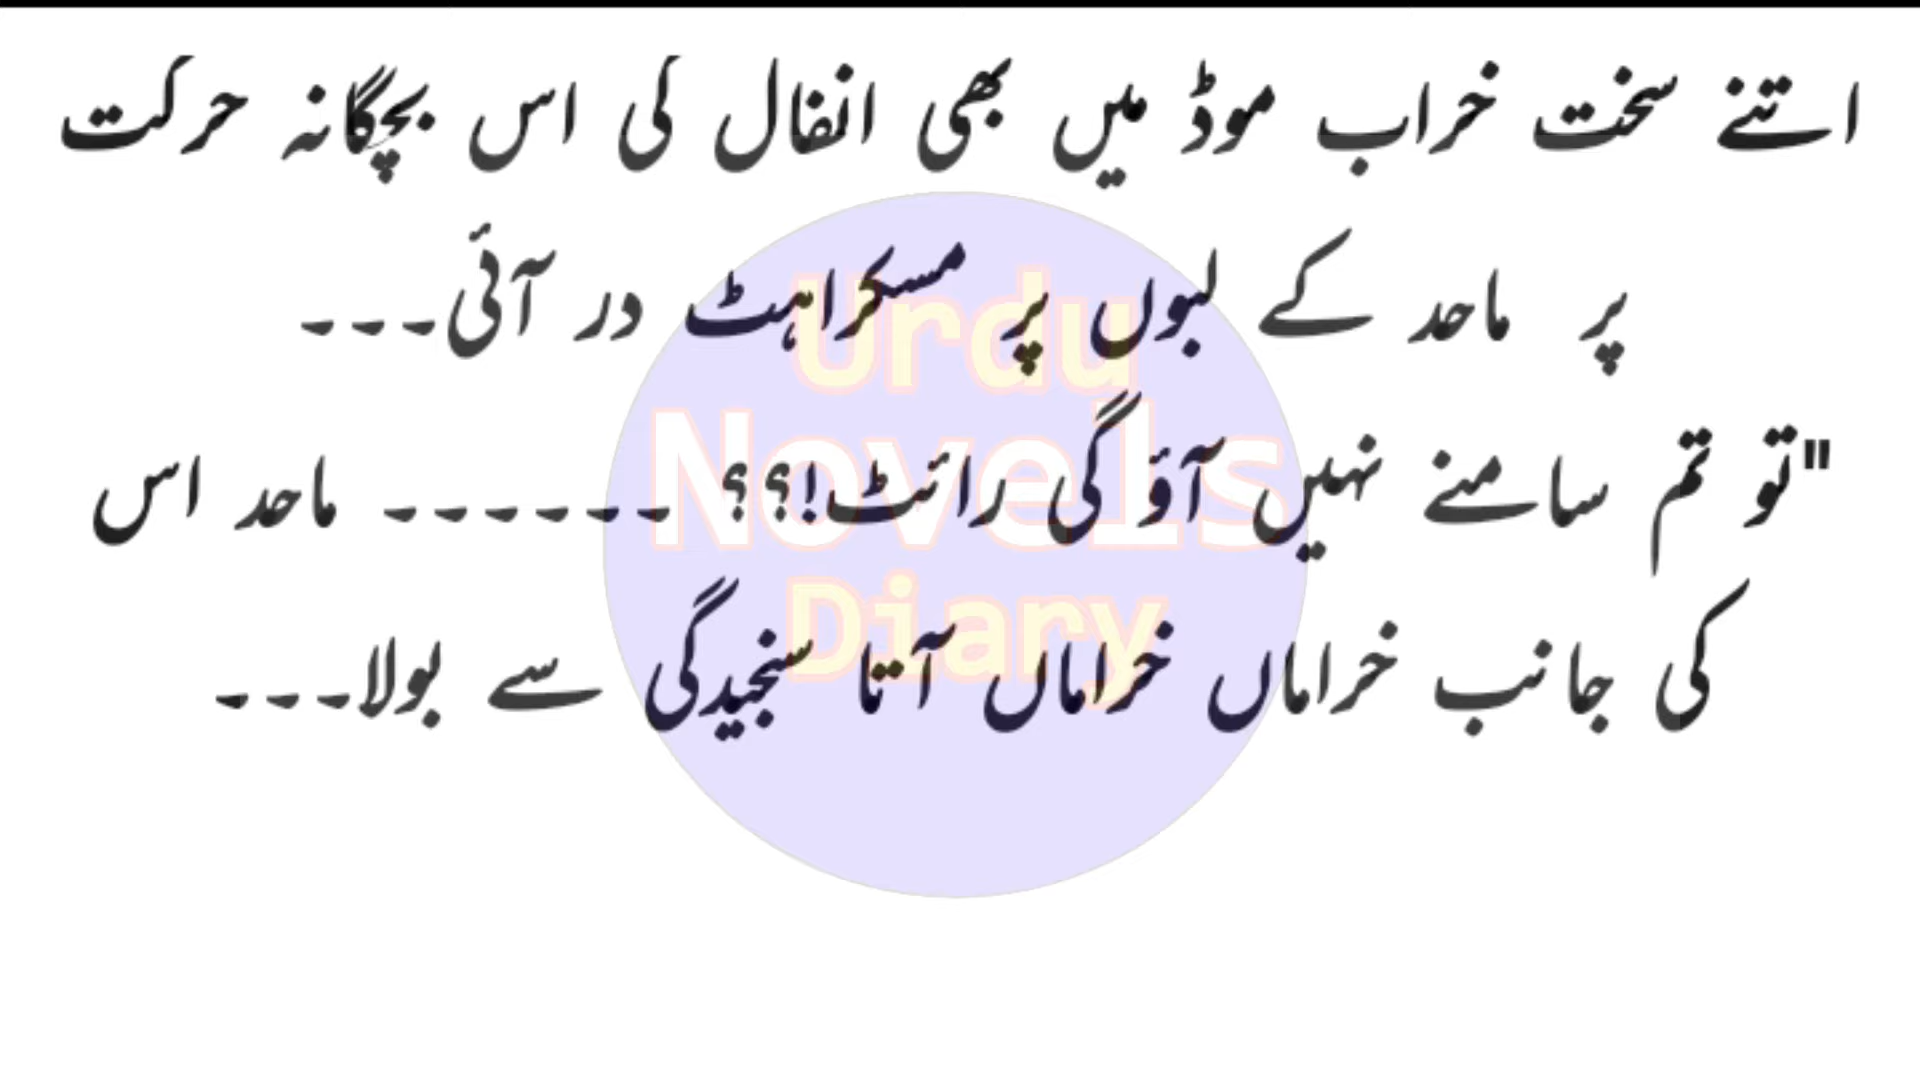 اتنے سخت خراب موڈ میں بھی انفال کی اس بچگانہ حرکت
پر ماحد کے لبوں پر مسکراہٹ در آئی۔۔۔
"تو تم سامنے نہیں آؤ گی رائٹ!؟؟ ۔۔۔۔۔۔ ماحد اس
کی جانب خراماں خراماں آتا سنجیدگی سے بولا۔۔۔
Urdu
Novels
Diary